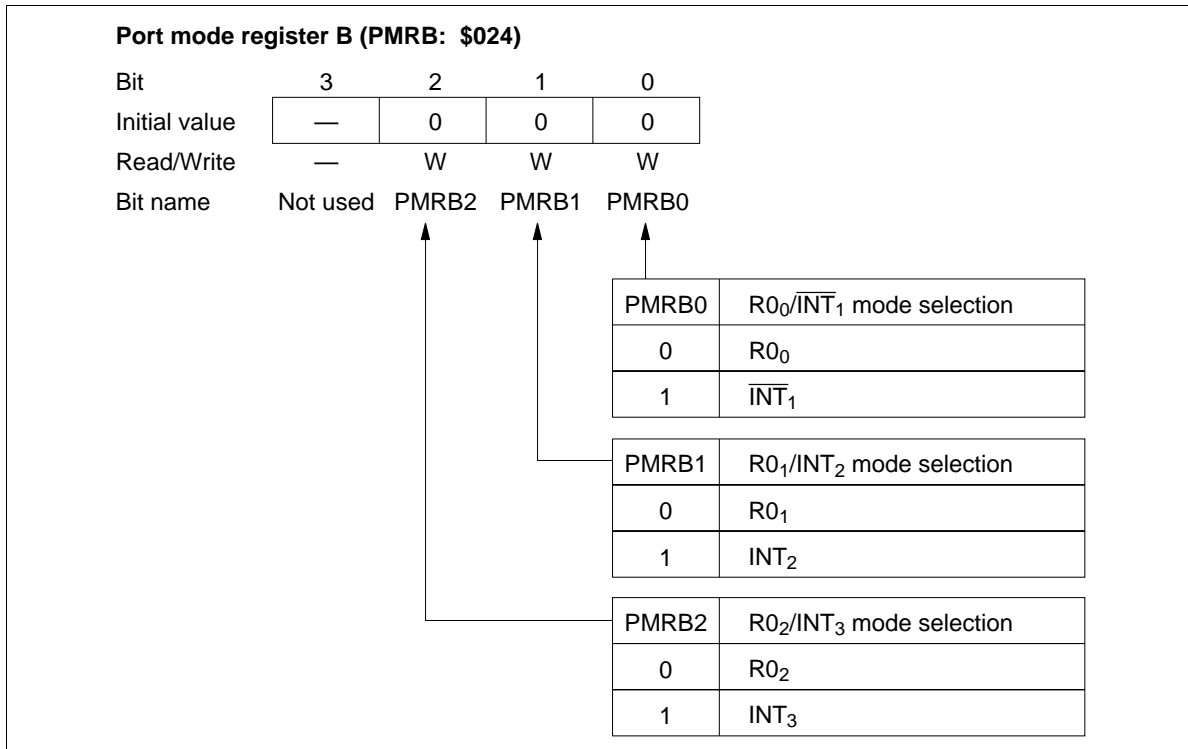 Port mode register B (PMRB: $024)
Bit 3 2 1 0
Initial value — 0 0 0
Read/Write — W W W
Bit name Not used PMRB2 PMRB1 PMRB0
PMRB0 R0₀/I̅N̅T̅₁ mode selection
0 R0₀
1 I̅N̅T̅₁
PMRB1 R0₁/INT₂ mode selection
0 R0₁
1 INT₂
PMRB2 R0₂/INT₃ mode selection
0 R0₂
1 INT₃